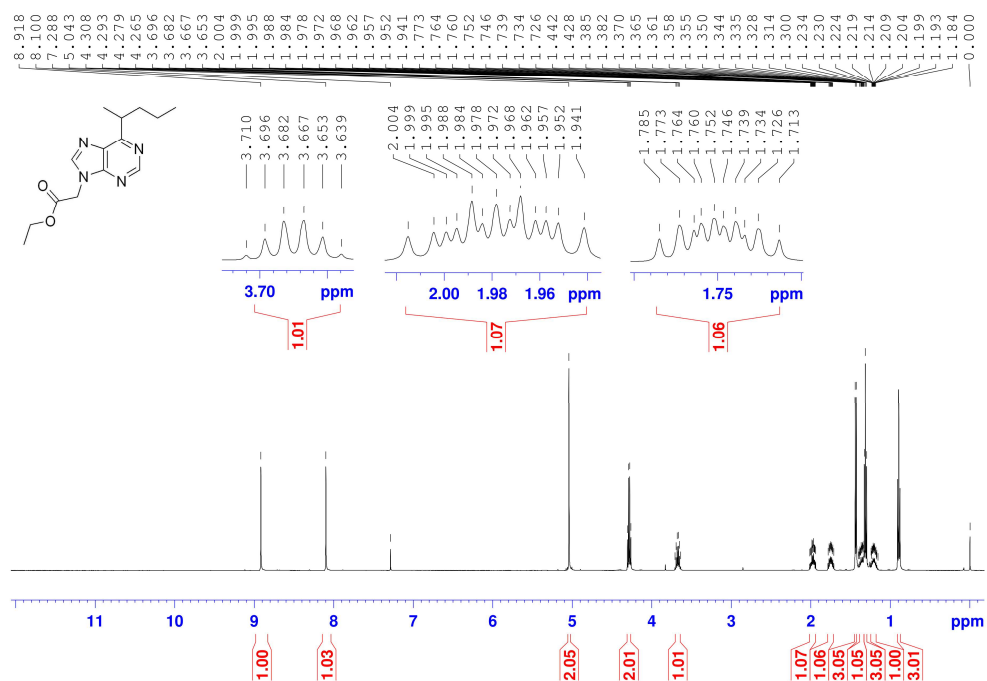 8.918 8.100 7.288 5.043 4.308 4.293 4.279 4.265 3.696 3.682 3.667 3.653 2.004 1.999 1.995 1.988 1.984 1.978 1.972 1.968 1.962 1.957 1.952 1.941 1.773 1.764 1.760 1.752 1.746 1.739 1.734 1.726 1.442 1.428 1.385 1.382 1.370 1.365 1.361 1.358 1.355 1.350 1.344 1.335 1.328 1.314 1.300 1.234 1.230 1.224 1.219 1.214 1.209 1.204 1.199 1.193 1.184 0.000
N N
N N
O
O
3.710 3.696 3.682 3.667 3.653 3.639
2.004 1.999 1.995 1.988 1.984 1.978 1.972 1.968 1.962 1.957 1.952 1.941
1.785 1.773 1.764 1.760 1.752 1.746 1.739 1.734 1.726 1.713
3.70 ppm
2.00 1.98 1.96 ppm
1.75 ppm
1.01
1.07
1.06
11 10 9 8 7 6 5 4 3 2 1 ppm
1.00 1.03 2.05 2.01 1.01 1.07 1.06 3.05 1.05 3.05 1.00 3.01